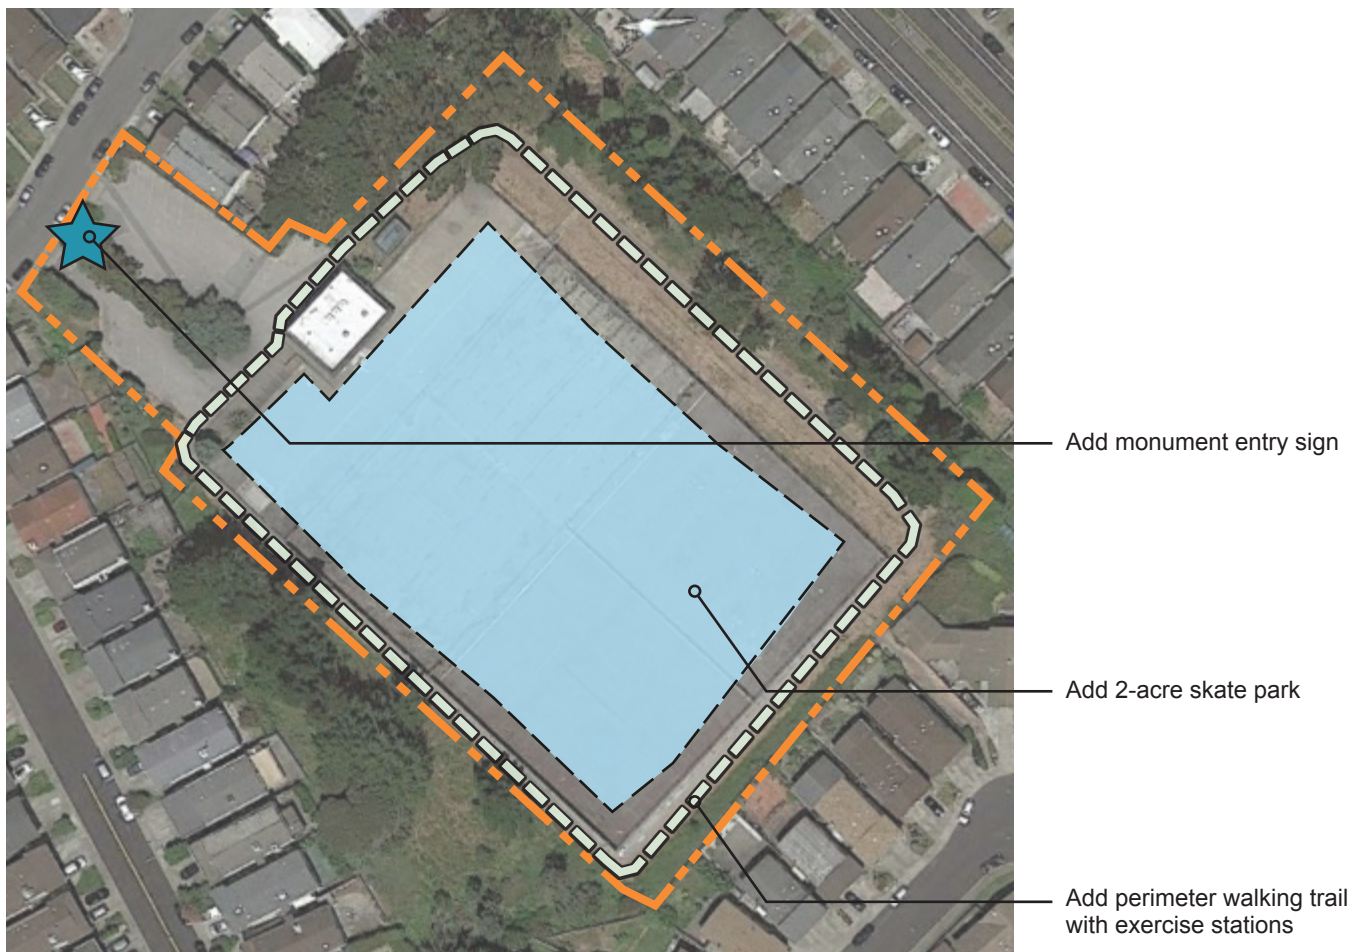 Add monument entry sign
Add 2-acre skate park
Add perimeter walking trail
with exercise stations